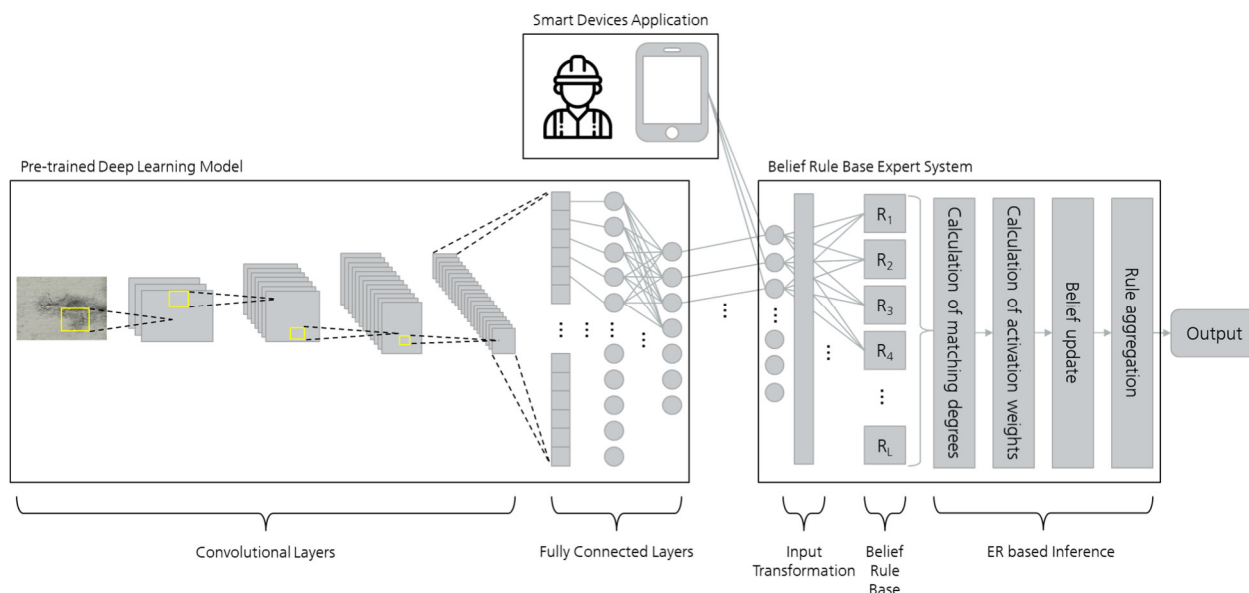 Smart Devices Application
Pre-trained Deep Learning Model
Belief Rule Base Expert System
R1
R2
R3
R4
RL
Calculation of matching degrees
Calculation of activation weights
Belief update
Rule aggregation
Output
Convolutional Layers
Fully Connected Layers
Input
Transformation
Belief
Rule
Base
ER based Inference